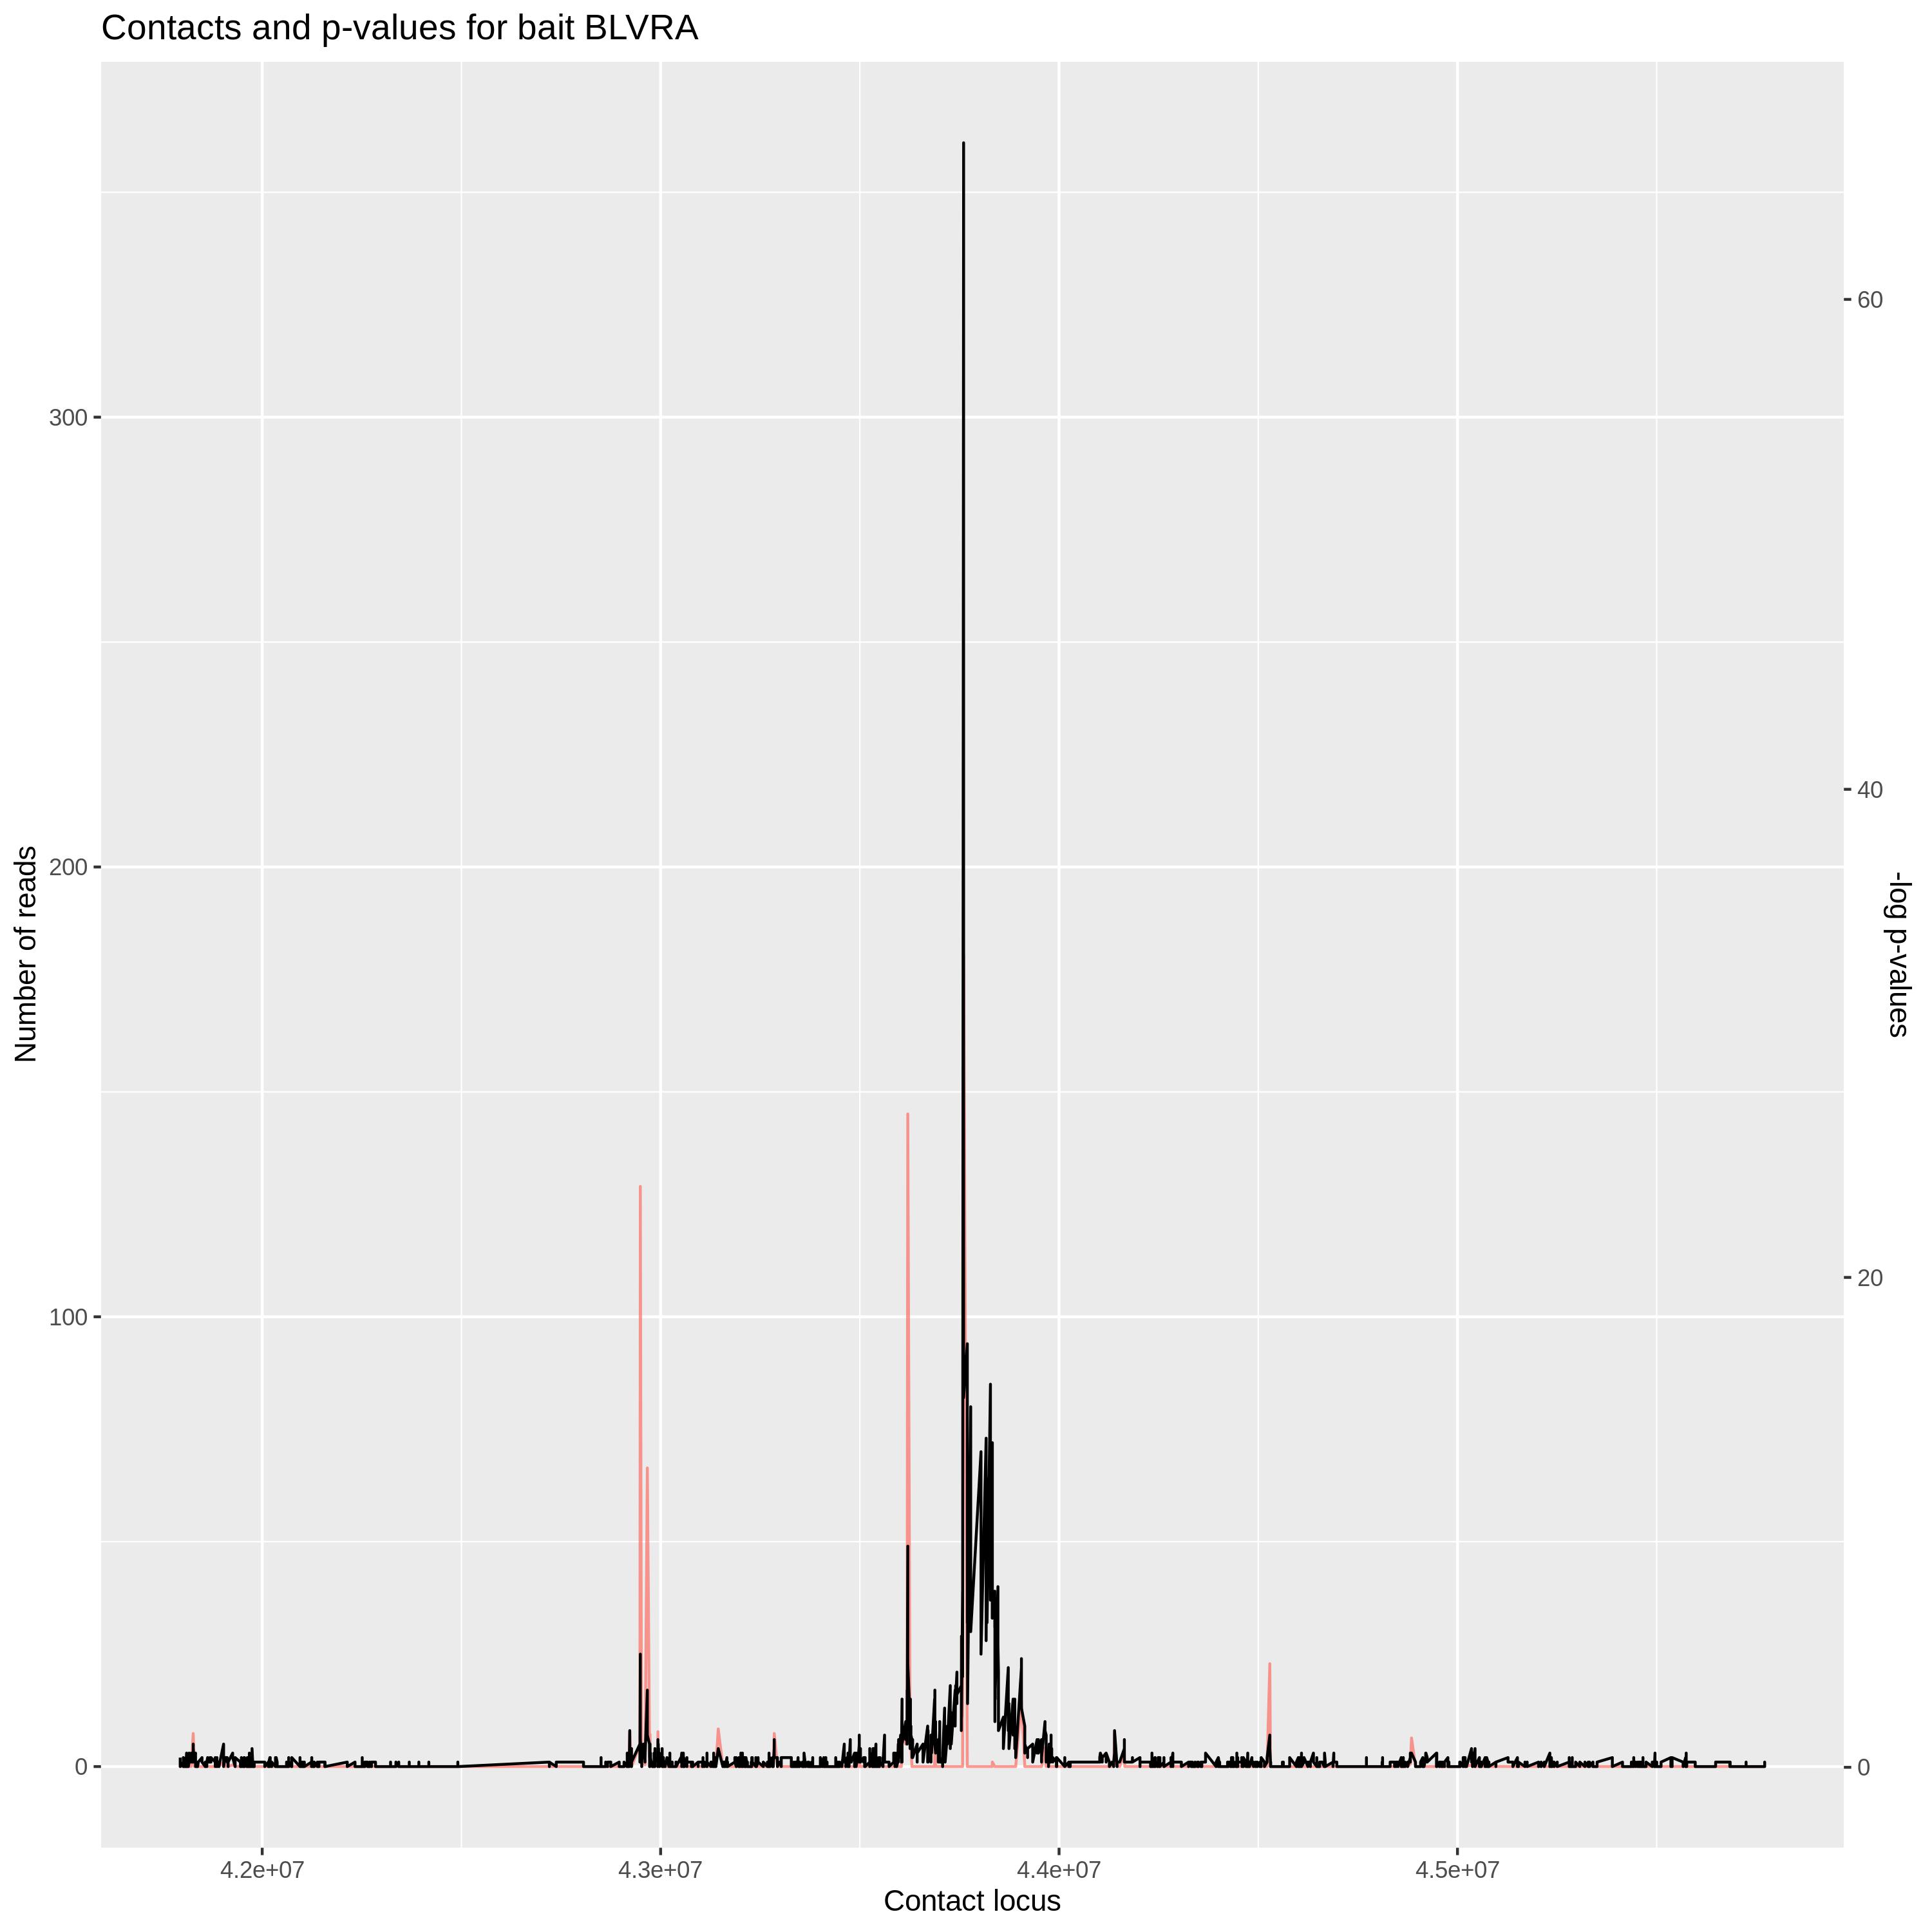 Contacts and p-values for bait BLVRA
Number of reads
300
200
100
0
60
40
20
0
-log p-values
4.2e+07
4.3e+07
4.4e+07
4.5e+07
Contact locus